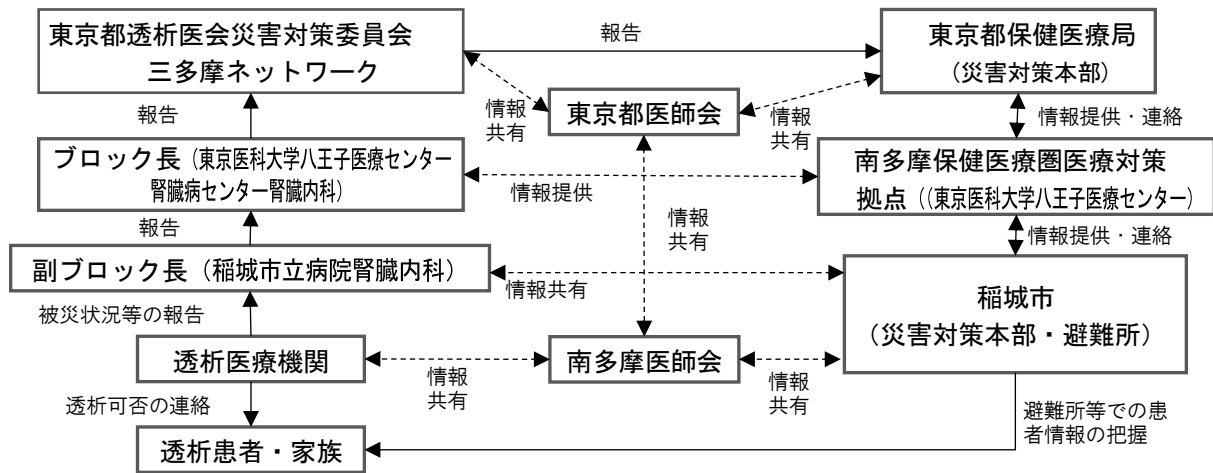 東京都透析医会災害対策委員会
三多摩ネットワーク
報告
東京都保健医療局
(災害対策本部)
情報
共有
東京都医師会
情報
共有
報告
情報提供・連絡
ブロック長(東京医科大学八王子医療センター
腎臓病センター腎臓内科)
情報提供
南多摩保健医療圏医療対策
拠点((東京医科大学八王子医療センター)
情報
共有
報告
情報提供・連絡
副ブロック長(稲城市立病院腎臓内科)
情報共有
稲城市
(災害対策本部・避難所)
被災状況等の報告
透析医療機関
情報
共有
南多摩医師会
情報
共有
透析可否の連絡
避難所等での患
者情報の把握
透析患者・家族